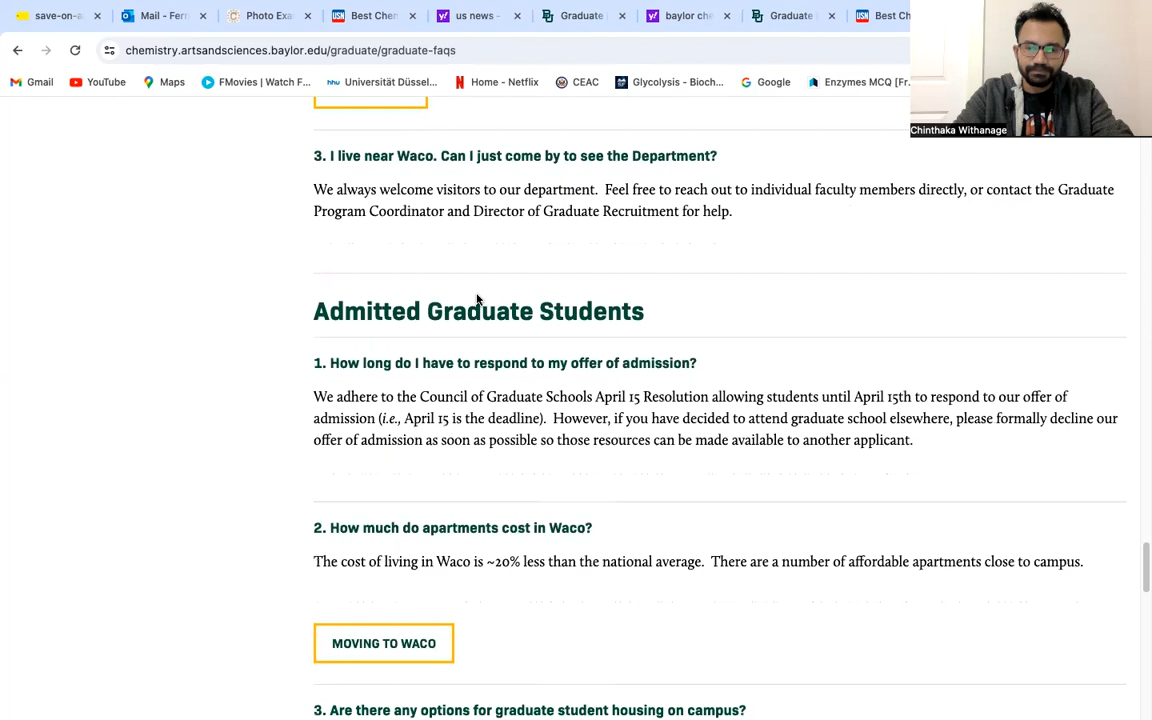 save-on-a
Mail - Fern
Photo Exa
Best Chen
us news -
Graduate
baylor che
Graduate
Best Ch
chemistry.artsandsciences.baylor.edu/graduate/graduate-faqs
Gmail
YouTube
Maps
FMovies | Watch F...
Universität Düssel...
Home - Netflix
CEAC
Glycolysis - Bioch...
Google
Enzymes MCQ [Fr.
Chinthaka Withanage
3. I live near Waco. Can I just come by to see the Department?
We always welcome visitors to our department. Feel free to reach out to individual faculty members directly, or contact the Graduate
Program Coordinator and Director of Graduate Recruitment for help.
Admitted Graduate Students
1. How long do I have to respond to my offer of admission?
We adhere to the Council of Graduate Schools April 15 Resolution allowing students until April 15th to respond to our offer of
admission (i.e., April 15 is the deadline). However, if you have decided to attend graduate school elsewhere, please formally decline our
offer of admission as soon as possible so those resources can be made available to another applicant.
2. How much do apartments cost in Waco?
The cost of living in Waco is ~20% less than the national average. There are a number of affordable apartments close to campus.
MOVING TO WACO
3. Are there any options for graduate student housing on campus?